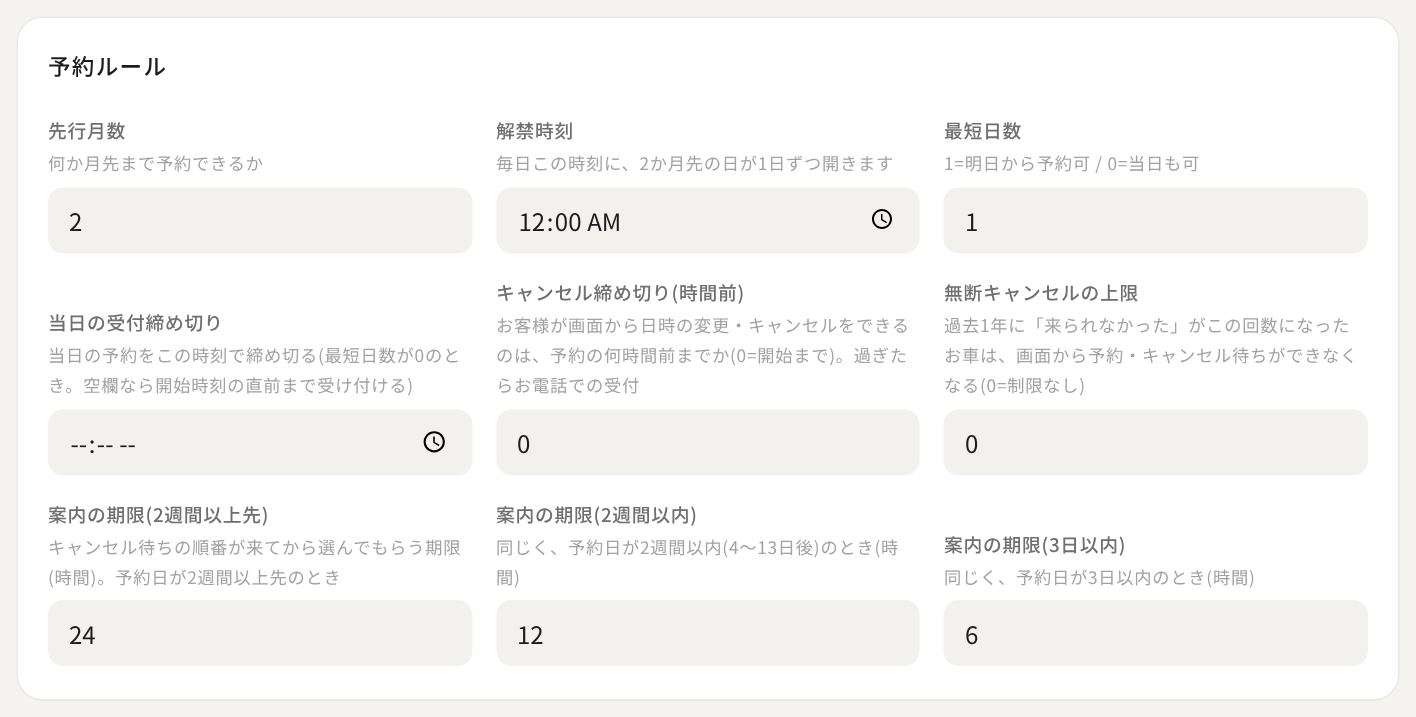 予約ルール
先行月数
何か月先まで予約できるか
2
解禁時刻
毎日この時刻に、2か月先の日が1日ずつ開きます
12:00 AM
最短日数
1=明日から予約可 / 0=当日も可
1
当日の受付締め切り
当日の予約をこの時刻で締め切る(最短日数が0のと
き。空欄なら開始時刻の直前まで受け付ける)
--:-- --
キャンセル締め切り(時間前)
お客様が画面から日時の変更・キャンセルをできる
のは、予約の何時間前までか(0=開始まで)。過ぎた
らお電話での受付
0
無断キャンセルの上限
過去1年に「来られなかった」がこの回数になった
お車は、画面から予約・キャンセル待ちができなく
なる(0=制限なし)
0
案内の期限(2週間以上先)
キャンセル待ちの順番が来てから選んでもらう期限
(時間)。予約日が2週間以上先のとき
24
案内の期限(2週間以内)
同じく、予約日が2週間以内(4〜13日後)のとき(時
間)
12
案内の期限(3日以内)
同じく、予約日が3日以内のとき(時間)
6